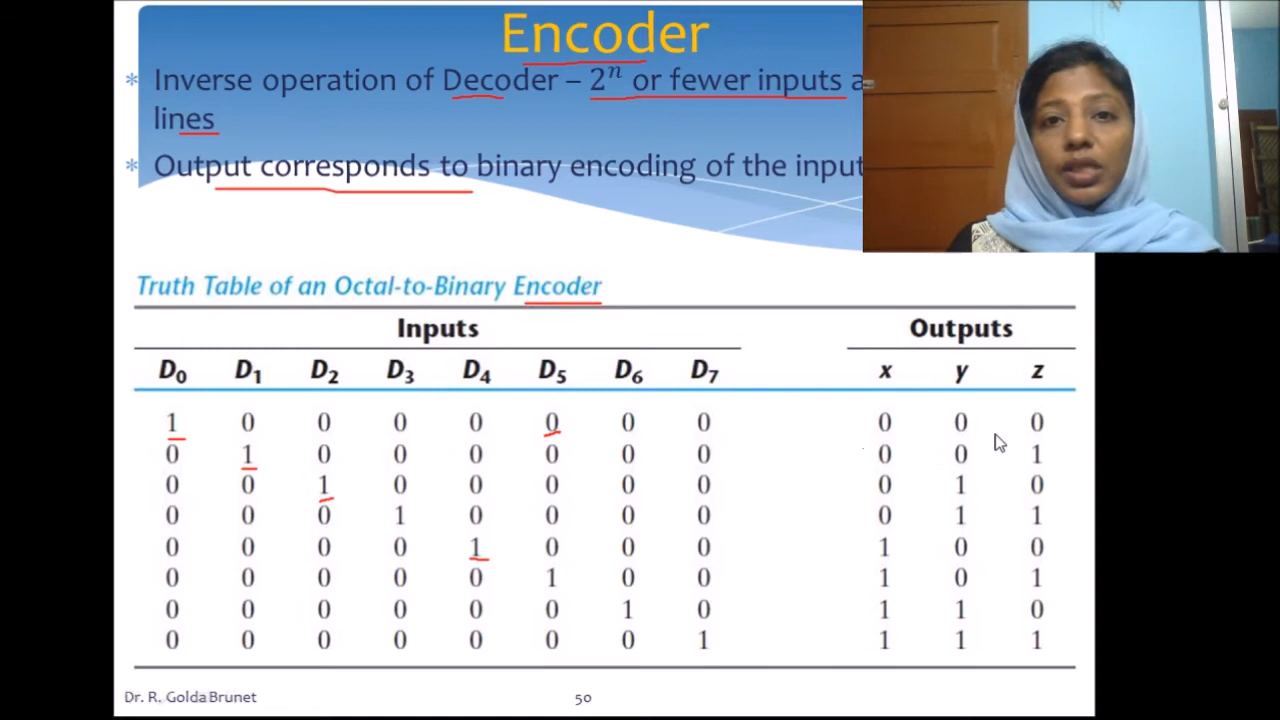 Encoder
* Inverse operation of Decoder – 2ⁿ or fewer inputs a
lines
* Output corresponds to binary encoding of the input
Truth Table of an Octal-to-Binary Encoder
Inputs Outputs
D₀ D₁ D₂ D₃ D₄ D₅ D₆ D₇ x y z
1 0 0 0 0 0 0 0 0 0 0
0 1 0 0 0 0 0 0 0 0 1
0 0 1 0 0 0 0 0 0 1 0
0 0 0 1 0 0 0 0 0 1 1
0 0 0 0 1 0 0 0 1 0 0
0 0 0 0 0 1 0 0 1 0 1
0 0 0 0 0 0 1 0 1 1 0
0 0 0 0 0 0 0 1 1 1 1
Dr. R. Golda Brunet 50